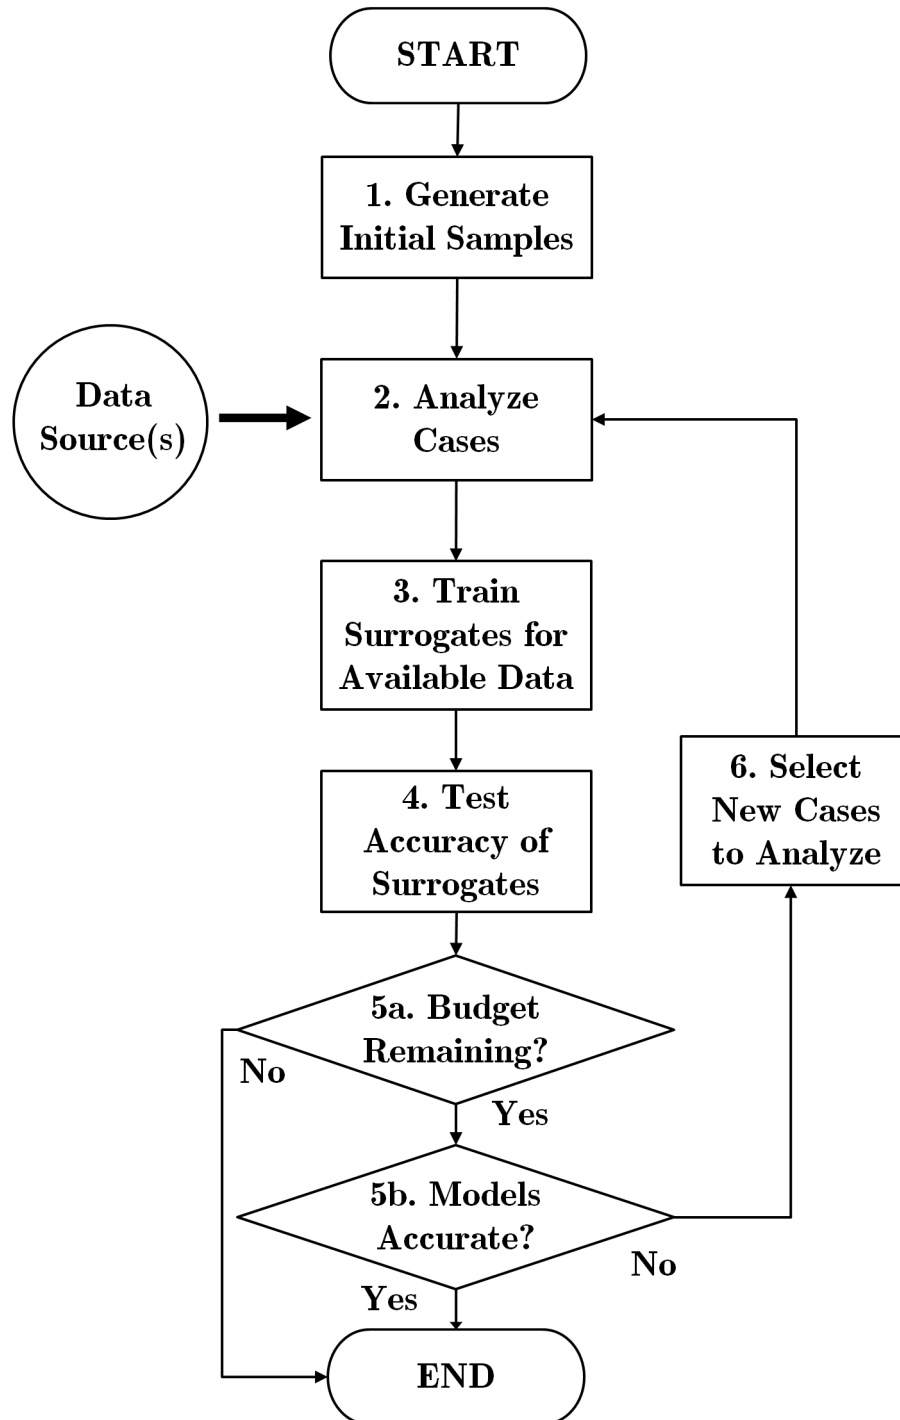 START
1. Generate
Initial Samples
Data
Source(s)
2. Analyze
Cases
3. Train
Surrogates for
Available Data
4. Test
Accuracy of
Surrogates
6. Select
New Cases
to Analyze
5a. Budget
Remaining?
No
Yes
5b. Models
Accurate?
No
Yes
END